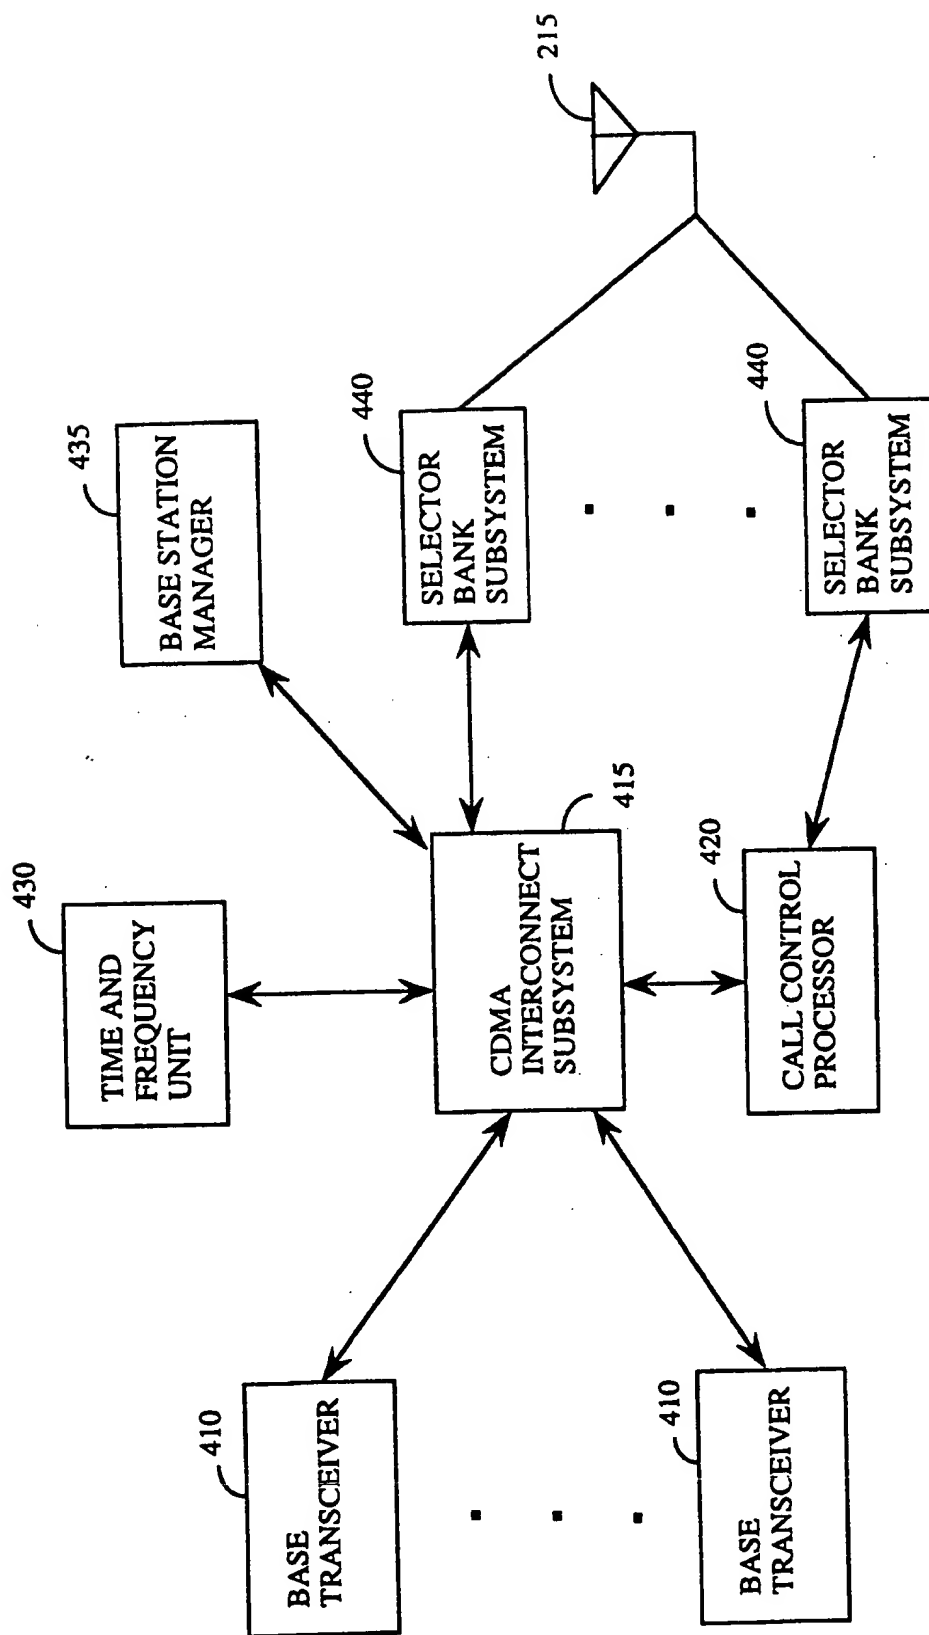 430
TIME AND
FREQUENCY
UNIT
435
BASE STATION
MANAGER
410
BASE
TRANSCEIVER
415
CDMA
INTERCONNECT
SUBSYSTEM
440
SELECTOR
BANK
SUBSYSTEM
215
410
BASE
TRANSCEIVER
420
CALL CONTROL
PROCESSOR
440
SELECTOR
BANK
SUBSYSTEM